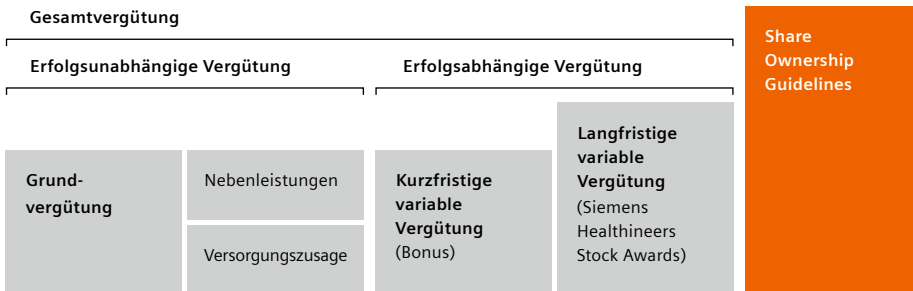 Gesamtvergütung
Erfolgsunabhängige Vergütung
Erfolgsabhängige Vergütung
Grund-
vergütung
Nebenleistungen
Versorgungszusage
Kurzfristige
variable
Vergütung
(Bonus)
Langfristige
variable
Vergütung
(Siemens
Healthineers
Stock Awards)
Share
Ownership
Guidelines